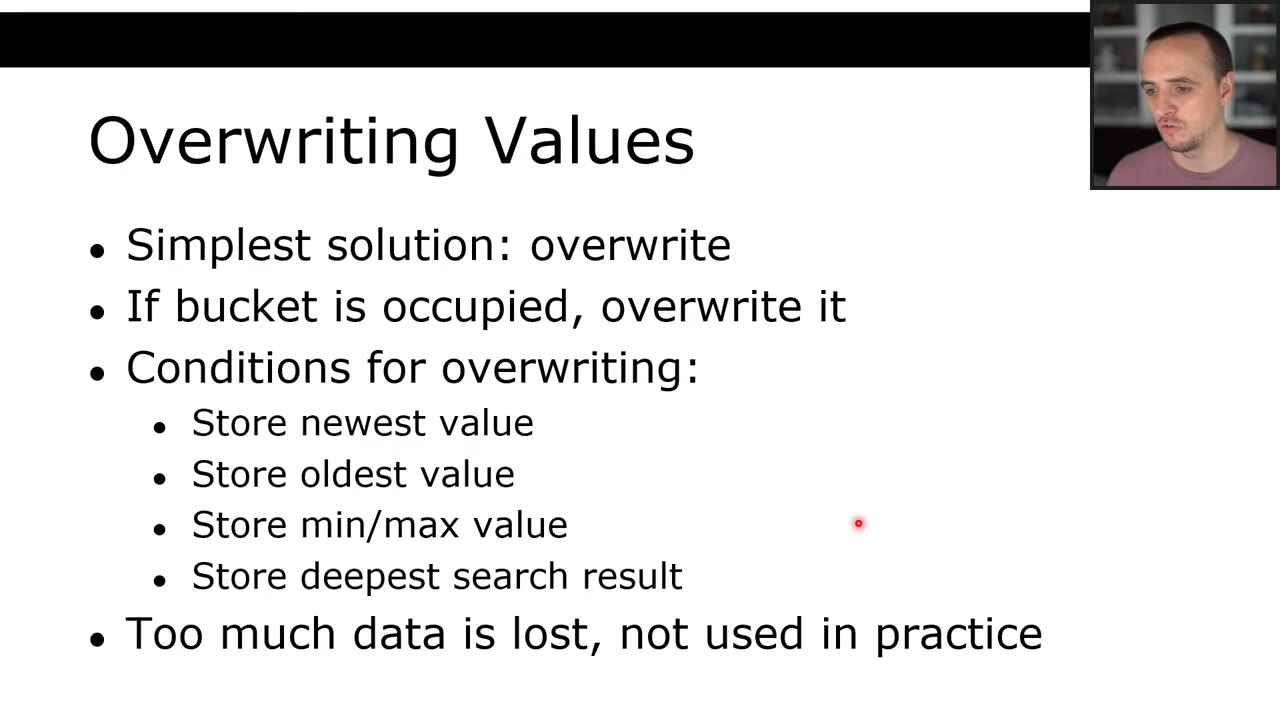 Overwriting Values
• Simplest solution: overwrite
• If bucket is occupied, overwrite it
• Conditions for overwriting:
• Store newest value
• Store oldest value
• Store min/max value
• Store deepest search result
• Too much data is lost, not used in practice